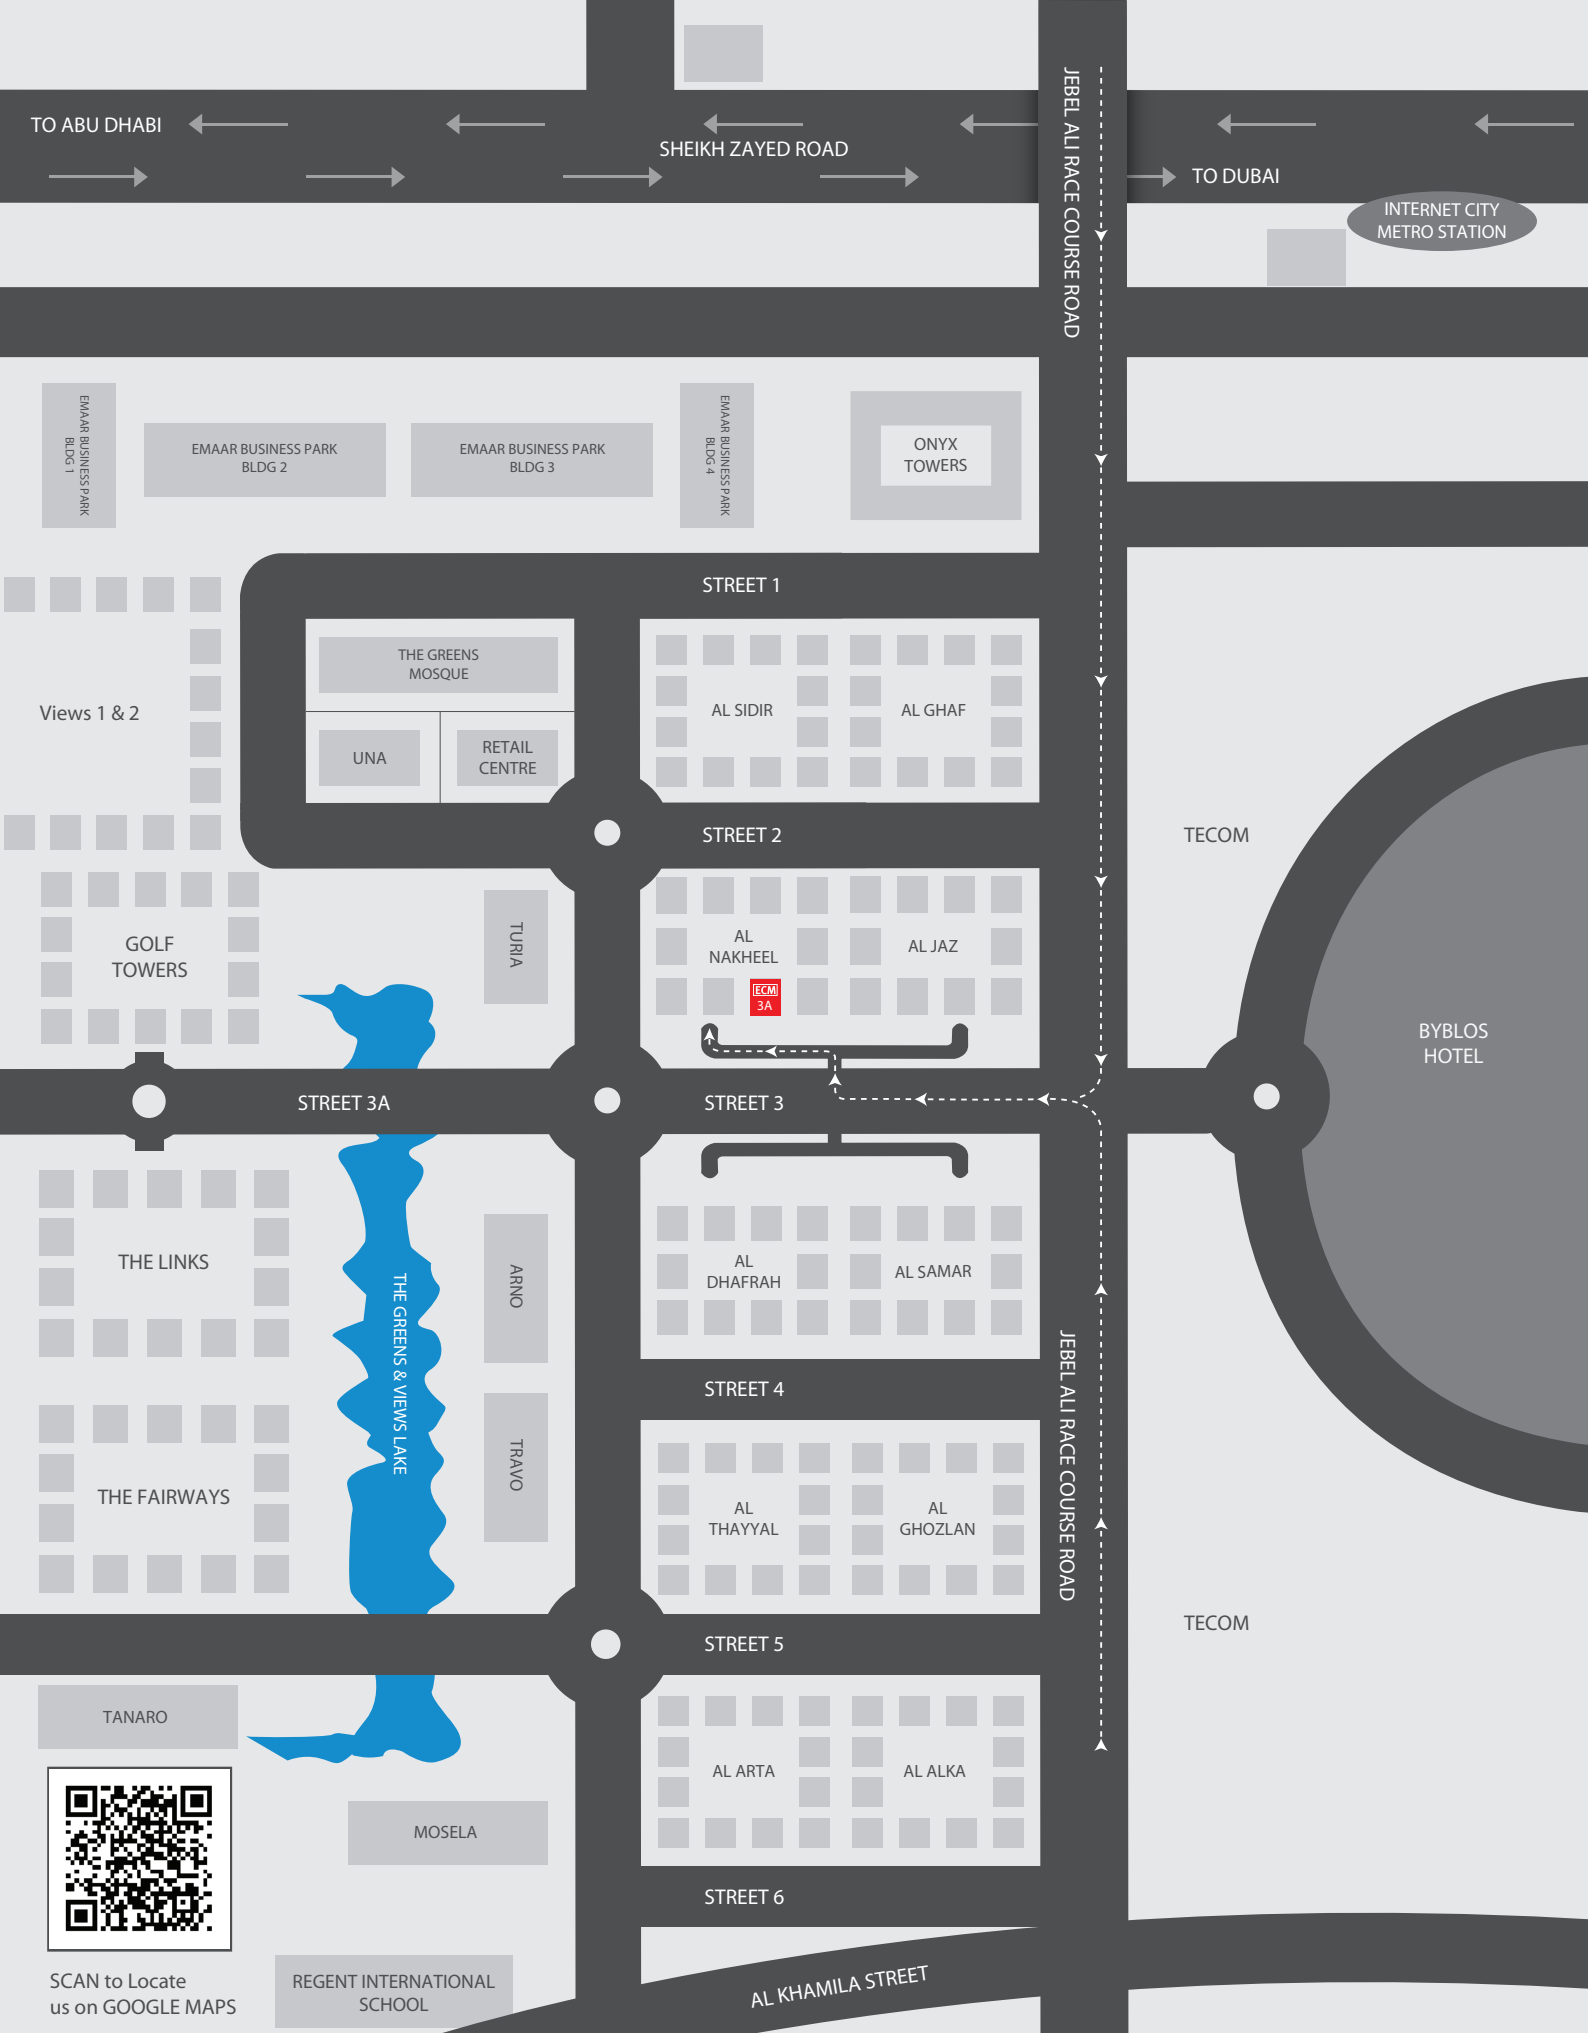 TO ABU DHABI
SHEIKH ZAYED ROAD
JEBEL ALI RACE COURSE ROAD
TO DUBAI
INTERNET CITY
METRO STATION
EMAAR BUSINESS PARK
BLDG 1
EMAAR BUSINESS PARK
BLDG 2
EMAAR BUSINESS PARK
BLDG 3
EMAAR BUSINESS PARK
BLDG 4
ONYX
TOWERS
STREET 1
THE GREENS
MOSQUE
Views 1 & 2
UNA
RETAIL
CENTRE
AL SIDIR
AL GHAF
STREET 2
TECOM
GOLF
TOWERS
TURIA
AL
NAKHEEL
AL JAZ
ECM
3A
BYBLOS
HOTEL
STREET 3A
STREET 3
THE LINKS
THE GREENS & VIEWS LAKE
ARNO
AL
DHAFRAH
AL SAMAR
STREET 4
JEBEL ALI RACE COURSE ROAD
THE FAIRWAYS
TRAVO
AL
THAYYAL
AL
GHOZLAN
STREET 5
TECOM
TANARO
AL ARTA
AL ALKA
MOSELA
STREET 6
SCAN to Locate
us on GOOGLE MAPS
REGENT INTERNATIONAL
SCHOOL
AL KHAMILA STREET